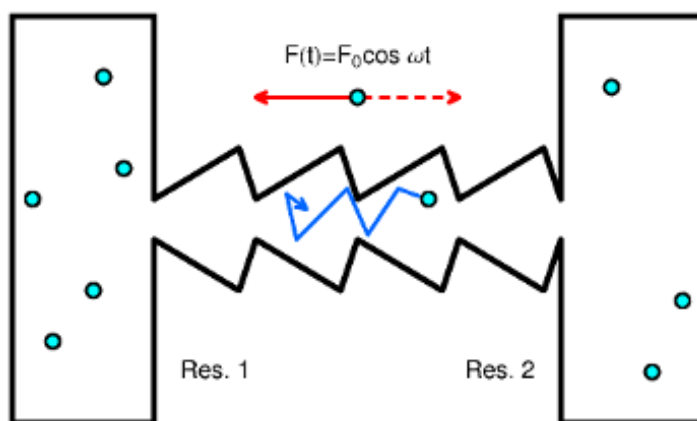 F(t)=F₀cos ωt
Res. 1
Res. 2